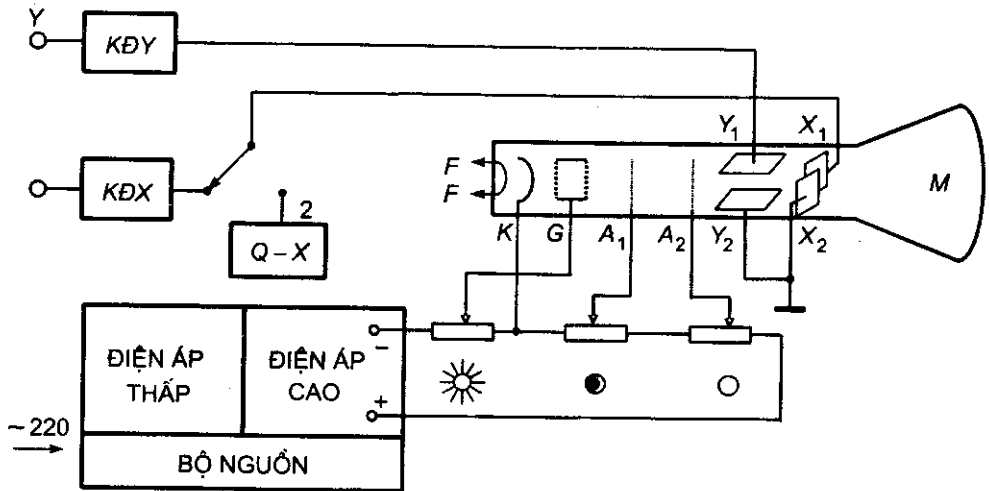 Y
KĐY
Y₁ X₁
F
F
M
KĐX
2
Q – X
K G A₁ A₂ Y₂ X₂
ĐIỆN ÁP THẤP
ĐIỆN ÁP CAO
–
+
~ 220
BỘ NGUỒN